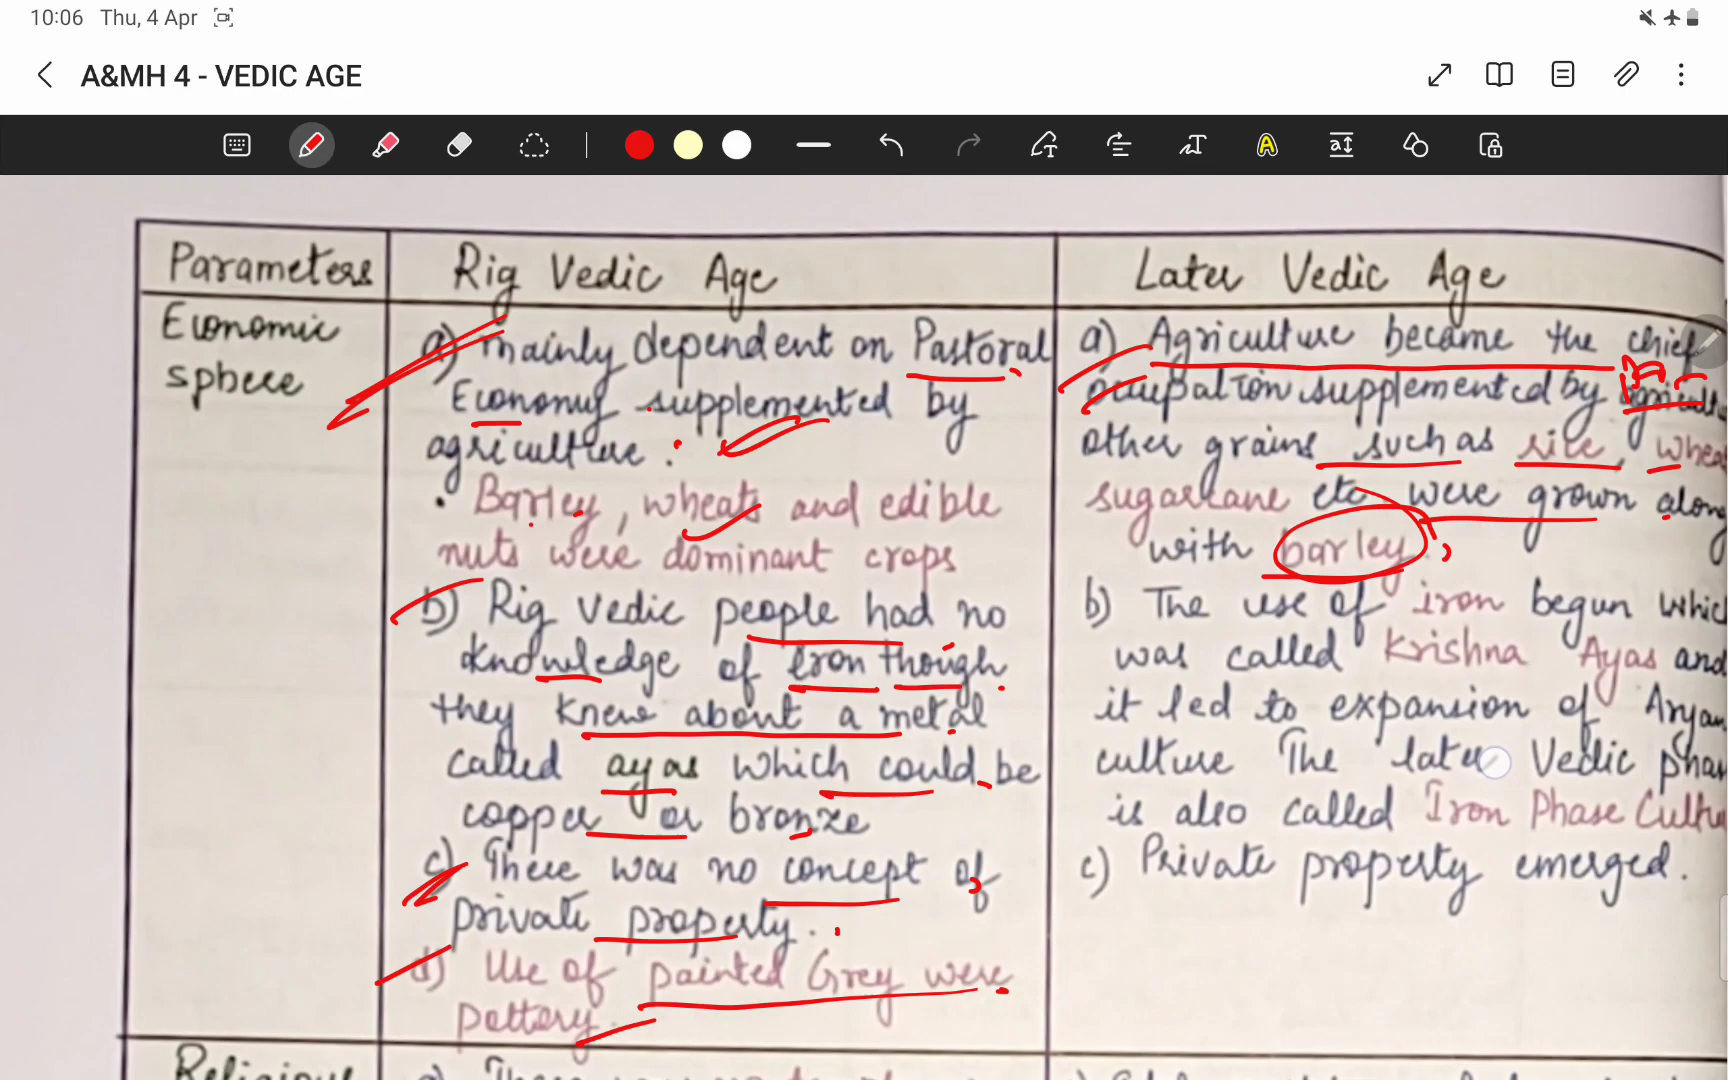 10:06 Thu, 4 Apr
A&MH 4 - VEDIC AGE
Parameters
Rig Vedic Age
Later Vedic Age
Economic
sphere
a) mainly dependent on Pastoral
Economy supplemented by
agriculture.
• Barley, wheats and edible
nuts were dominant crops
b) Rig Vedic people had no
knowledge of Iron though
they knew about a metal
called ayas which could be
copper or bronze
c) There was no concept of
private property.
d) Use of painted Grey were
pottery.
a) Agriculture became the chief
occupation supplemented by
other grains such as rice, wheat
sugarcane etc were grown along
with barley.
b) The use of iron begun which
was called Krishna Ayas and
it led to expansion of Aryan
culture The later Vedic phas
is also called Iron Phase Cultu
c) Private property emerged.
Religious